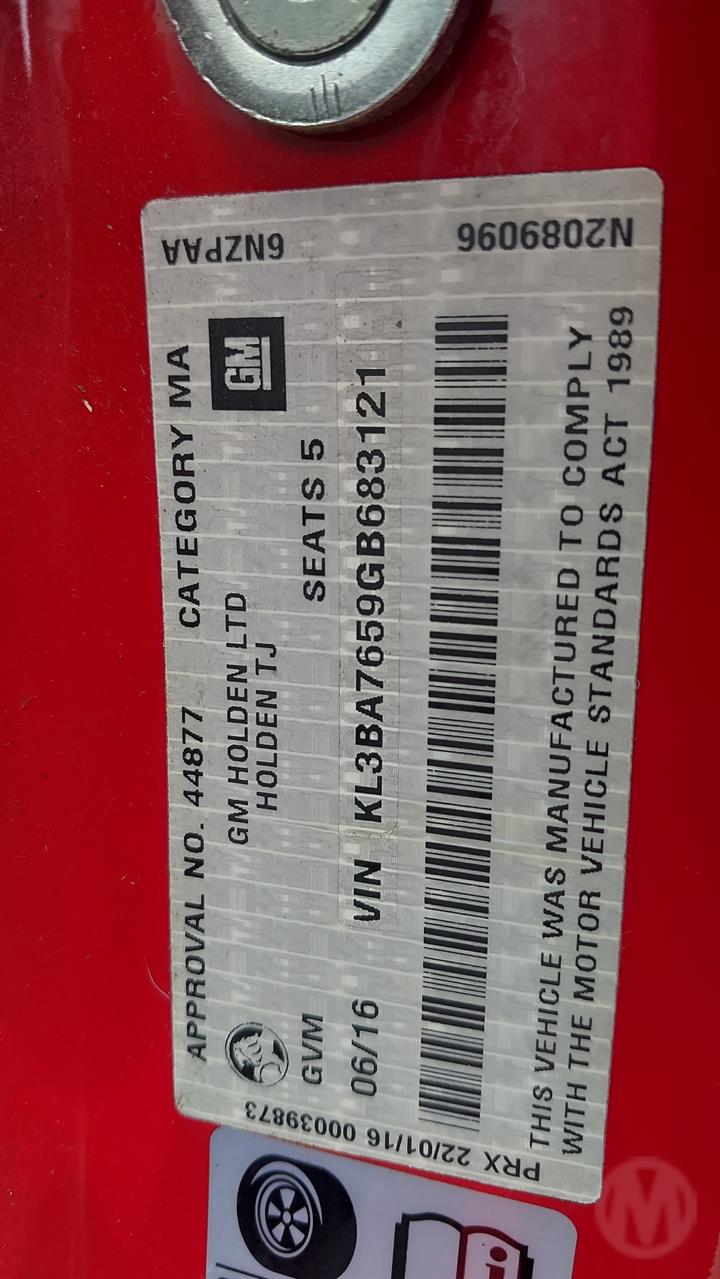 APPROVAL NO. 44877 CATEGORY MA
GM HOLDEN LTD
HOLDEN TJ
GM
GVM SEATS 5
06/16 VIN KL3BA7659GB683121
THIS VEHICLE WAS MANUFACTURED TO COMPLY
WITH THE MOTOR VEHICLE STANDARDS ACT 1989
6NZPAA
N2089096
PRX 22/01/16 00039873
i
M